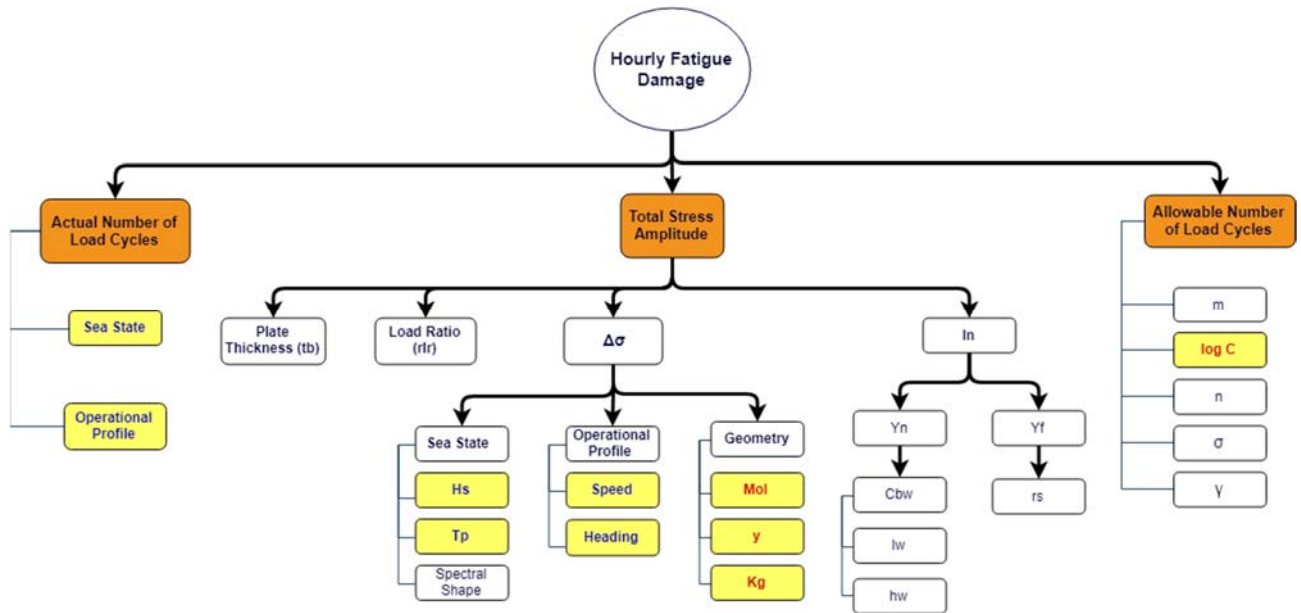 Hourly Fatigue
Damage
Actual Number of
Load Cycles
Sea State
Operational
Profile
Total Stress
Amplitude
Plate
Thickness (tb)
Load Ratio
(rlr)
Δσ
Sea State
Hs
Tp
Spectral
Shape
Operational
Profile
Speed
Heading
Geometry
MoI
y
Kg
In
Yn
Cbw
lw
hw
Yf
rs
Allowable Number
of Load Cycles
m
log C
n
σ
γ